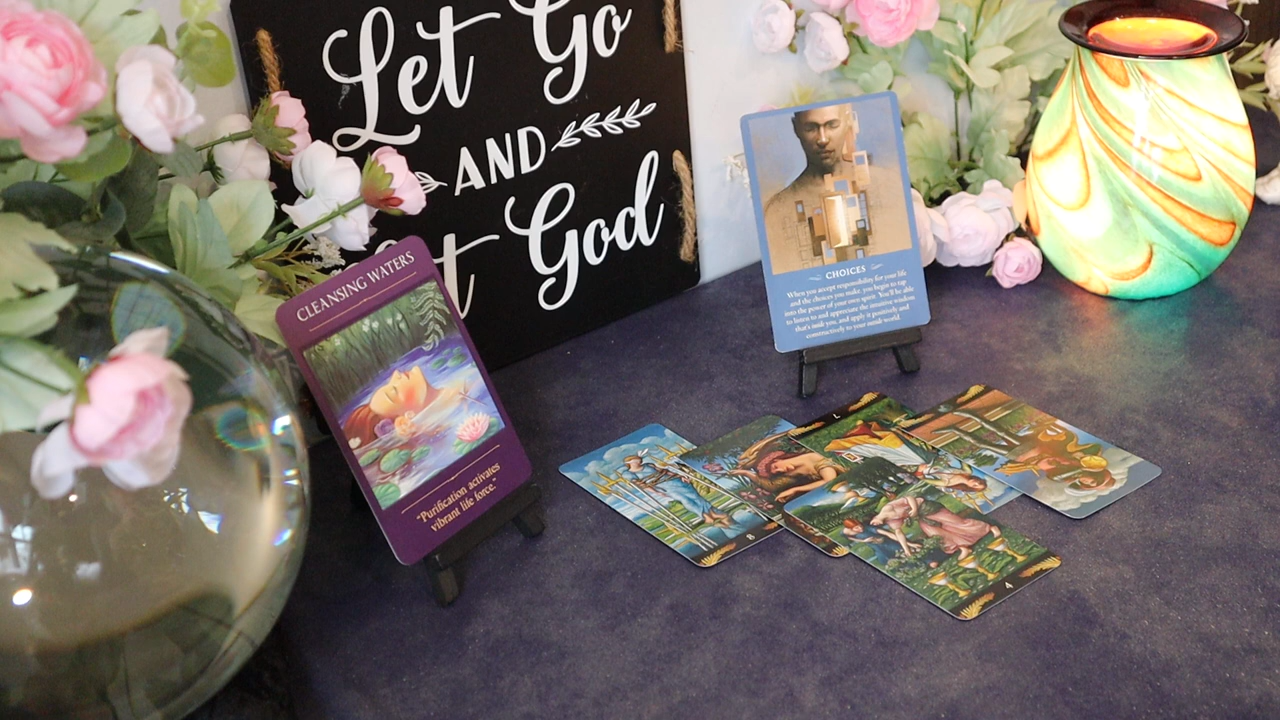 Let Go
AND
t God
CLEANSING WATERS
"Purification activates
vibrant life force."
CHOICES
When you accept responsibility for your life
and the choices you make, you begin to tap
into the power of your own spirit. You'll be able
to listen to and appreciate the intuitive wisdom
that's inside you, and apply it positively and
constructively to your outside world.
8
L
4